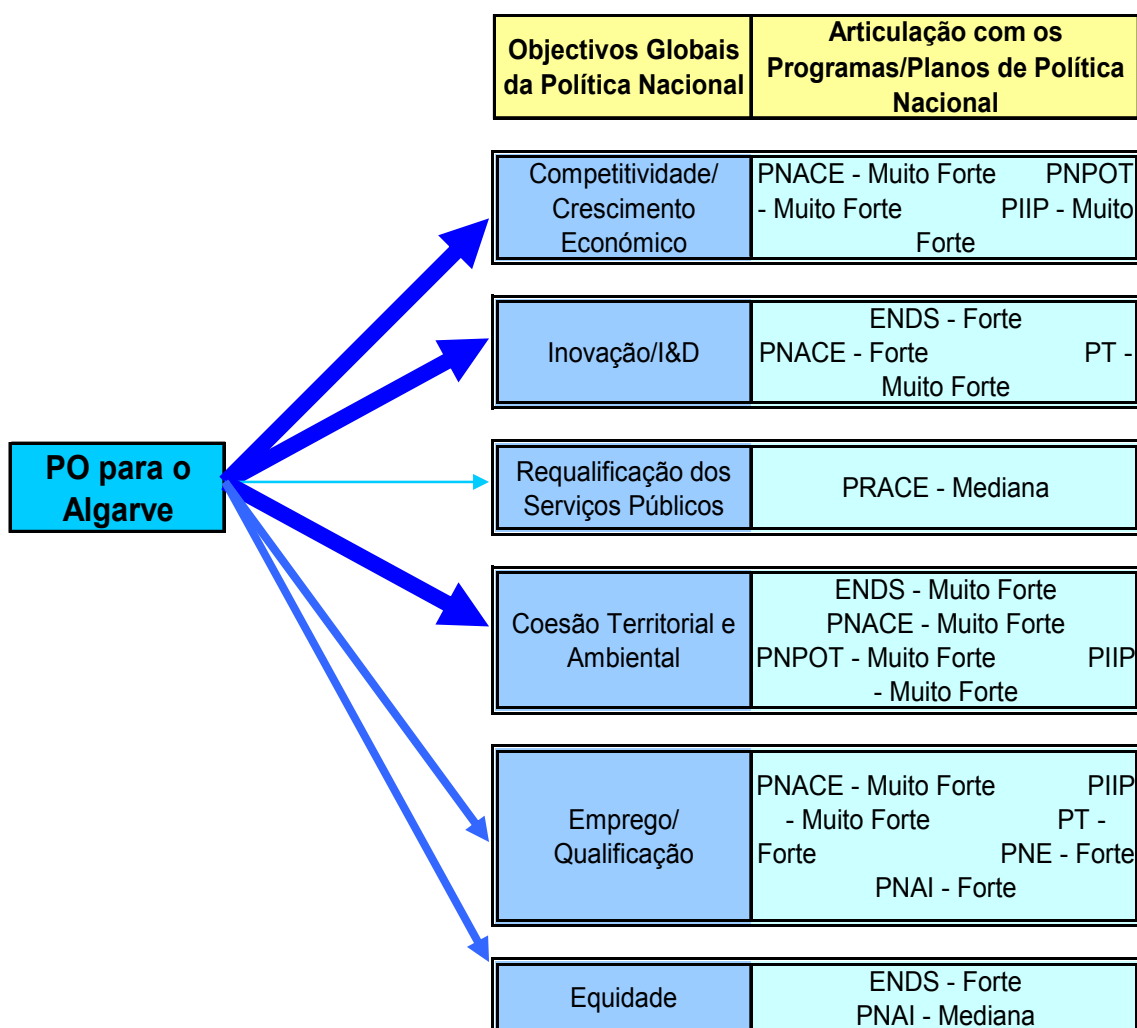 Objectivos Globais
da Política Nacional
Articulação com os
Programas/Planos de Política
Nacional
Competitividade/
Crescimento
Económico
PNACE - Muito Forte PNPOT
- Muito Forte PIIP - Muito
Forte
Inovação/I&D
ENDS - Forte
PNACE - Forte PT -
Muito Forte
PO para o
Algarve
Requalificação dos
Serviços Públicos
PRACE - Mediana
Coesão Territorial e
Ambiental
ENDS - Muito Forte
PNACE - Muito Forte
PNPOT - Muito Forte PIIP
- Muito Forte
Emprego/
Qualificação
PNACE - Muito Forte PIIP
- Muito Forte PT -
Forte PNE - Forte
PNAI - Forte
Equidade
ENDS - Forte
PNAI - Mediana